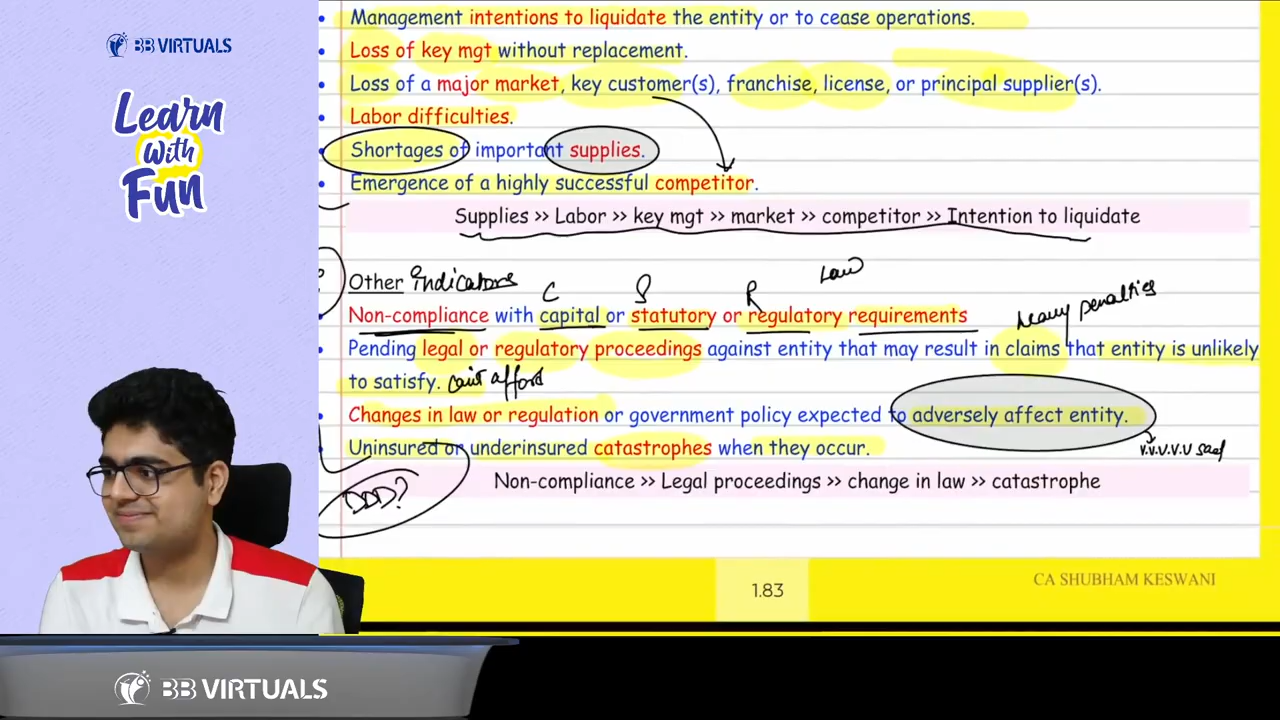 BB VIRTUALS
Learn
With
Fun
Management intentions to liquidate the entity or to cease operations.
Loss of key mgt without replacement.
Loss of a major market, key customer(s), franchise, license, or principal supplier(s).
Labor difficulties.
Shortages of important supplies.
Emergence of a highly successful competitor.
Supplies >> Labor >> key mgt >> market >> competitor >> Intention to liquidate
Other Indicators
C S R Law
Non-compliance with capital or statutory or regulatory requirements
Heavy penalties
Pending legal or regulatory proceedings against entity that may result in claims that entity is unlikely
to satisfy. can't afford
Changes in law or regulation or government policy expected to adversely affect entity.
Uninsured or underinsured catastrophes when they occur.
v.v.v.v.v sad
DDD?
Non-compliance >> Legal proceedings >> change in law >> catastrophe
1.83
CA SHUBHAM KESWANI
BB VIRTUALS